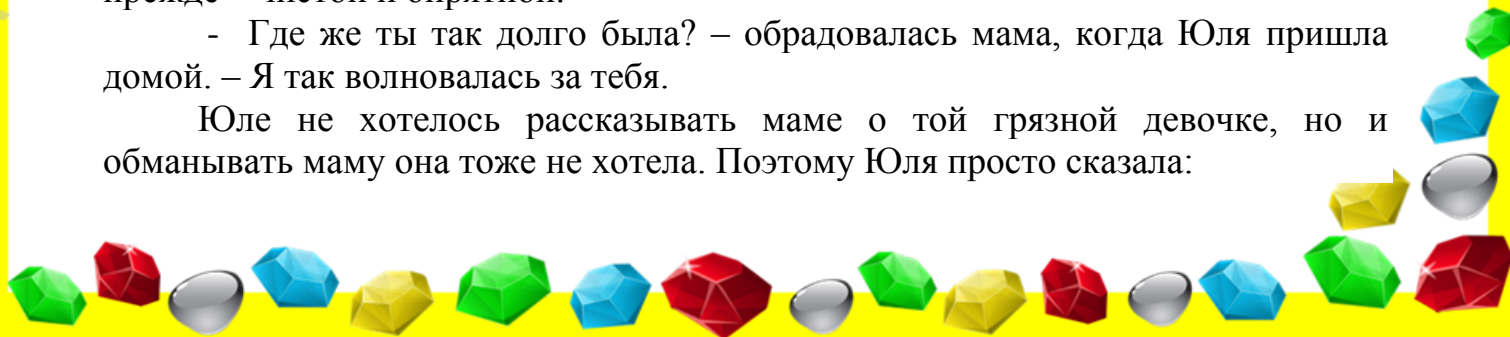 - Где же ты так долго была? – обрадовалась мама, когда Юля пришла
домой. – Я так волновалась за тебя.
Юле не хотелось рассказывать маме о той грязной девочке, но и
обманывать маму она тоже не хотела. Поэтому Юля просто сказала: